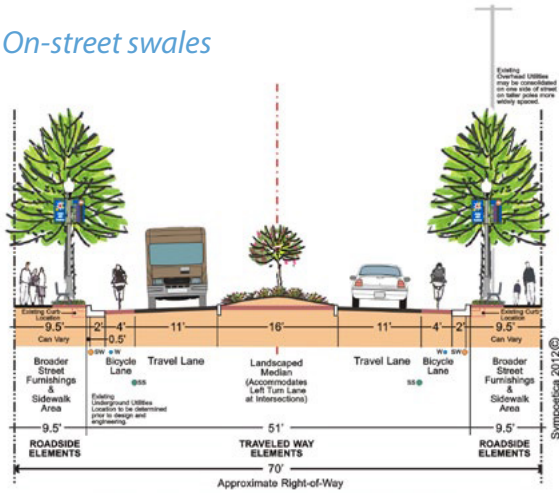 On-street swales
Existing
Overhead Utilities
may be consolidated
on one side of street
on taller poles more
widely spaced.
Existing Curb
Location
Existing Curb
Location
9.5' 2' 4' 11' 16' 11' 4' 2' 9.5'
Can Vary 0.5' Can Vary
SW W W SW
Broader
Street
Furnishings
&
Sidewalk
Area
Bicycle
Lane
SS
Travel Lane
Landscaped
Median
(Accommodates
Left Turn Lane
at Intersections)
Travel Lane
Bicycle
Lane
SS
Broader
Street
Furnishings
&
Sidewalk
Area
Existing
Underground Utilities
Location to be determined
prior to design and
engineering.
9.5' 51' 9.5'
ROADSIDE
ELEMENTS
TRAVELED WAY
ELEMENTS
ROADSIDE
ELEMENTS
70'
Approximate Right-of-Way
Sympoetica 2012©